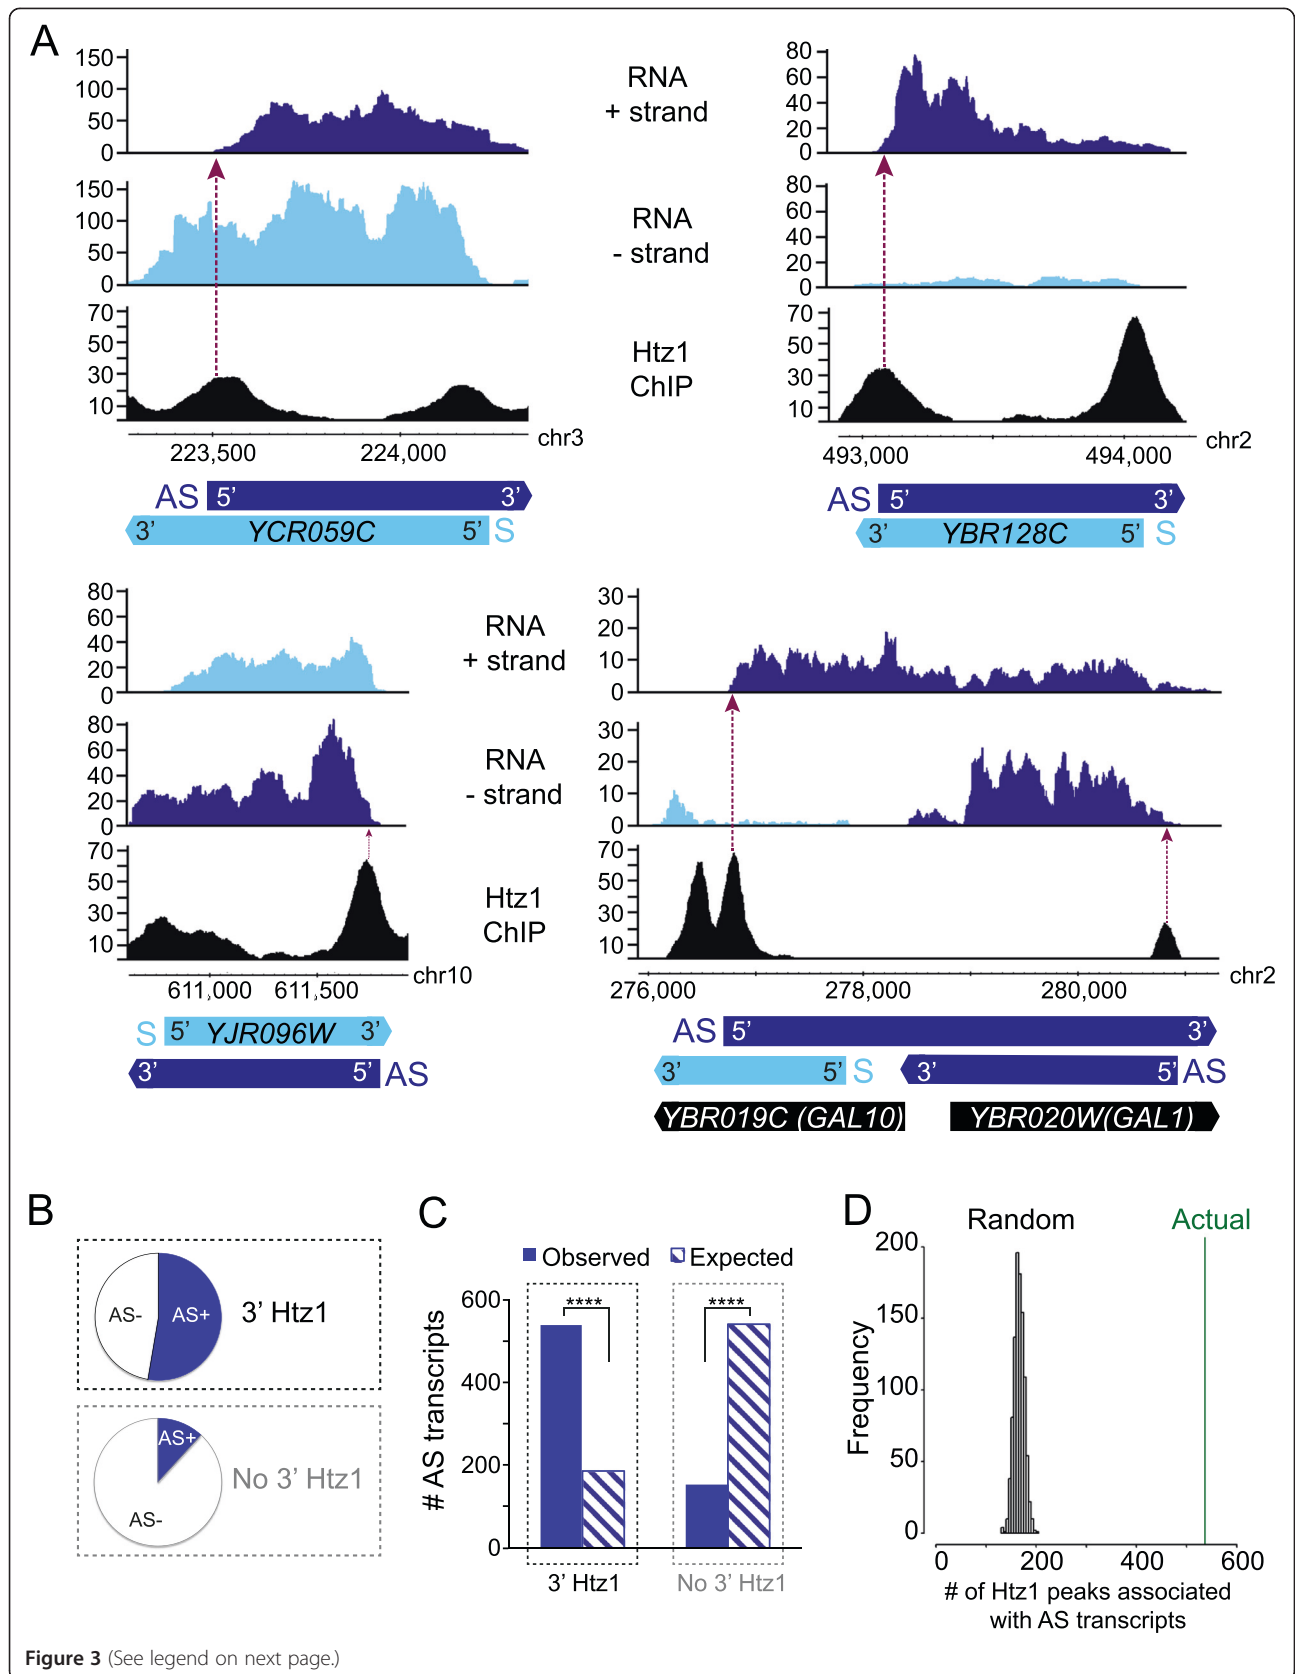 A
150
100
50
0
RNA
+ strand
80
60
40
20
0
150
100
50
0
RNA
- strand
80
60
40
20
0
70
50
30
10
Htz1
ChIP
70
50
30
10
223,500
224,000
chr3
493,000
494,000
chr2
AS 5' 3'
3' YCR059C 5' S
AS 5' 3'
3' YBR128C 5' S
80
60
40
20
0
RNA
+ strand
30
20
10
0
80
60
40
20
0
RNA
- strand
30
20
10
0
70
50
30
10
Htz1
ChIP
70
50
30
10
611,000
611,500
chr10
276,000
278,000
280,000
chr2
S 5' YJR096W 3'
3' 5' AS
AS 5' 3'
3' 5' S
3' 5' AS
YBR019C (GAL10)
YBR020W(GAL1)
B
AS-
AS+
3' Htz1
AS+
AS-
No 3' Htz1
C
Observed
Expected
# AS transcripts
600
400
200
0
****
****
3' Htz1
No 3' Htz1
D
Random
Actual
Frequency
200
150
100
50
0
0
200
400
600
# of Htz1 peaks associated
with AS transcripts
Figure 3 (See legend on next page.)